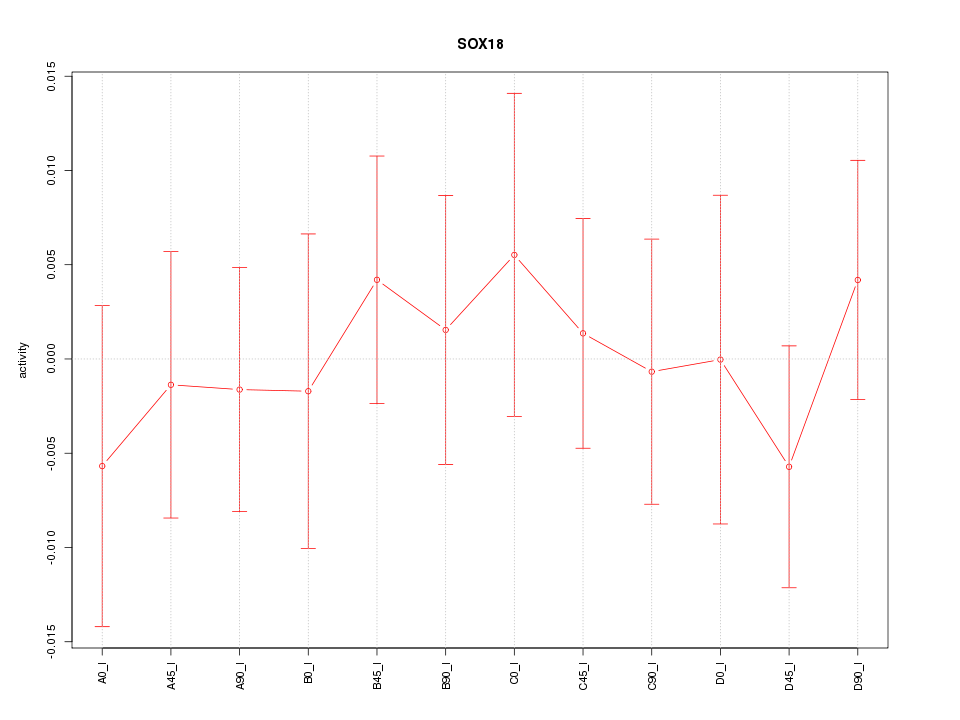 SOX18
activity
0.015
0.010
0.005
0.000
-0.005
-0.010
-0.015
A0_I
A45_I
A90_I
B0_I
B45_I
B90_I
C0_I
C45_I
C90_I
D0_I
D45_I
D90_I